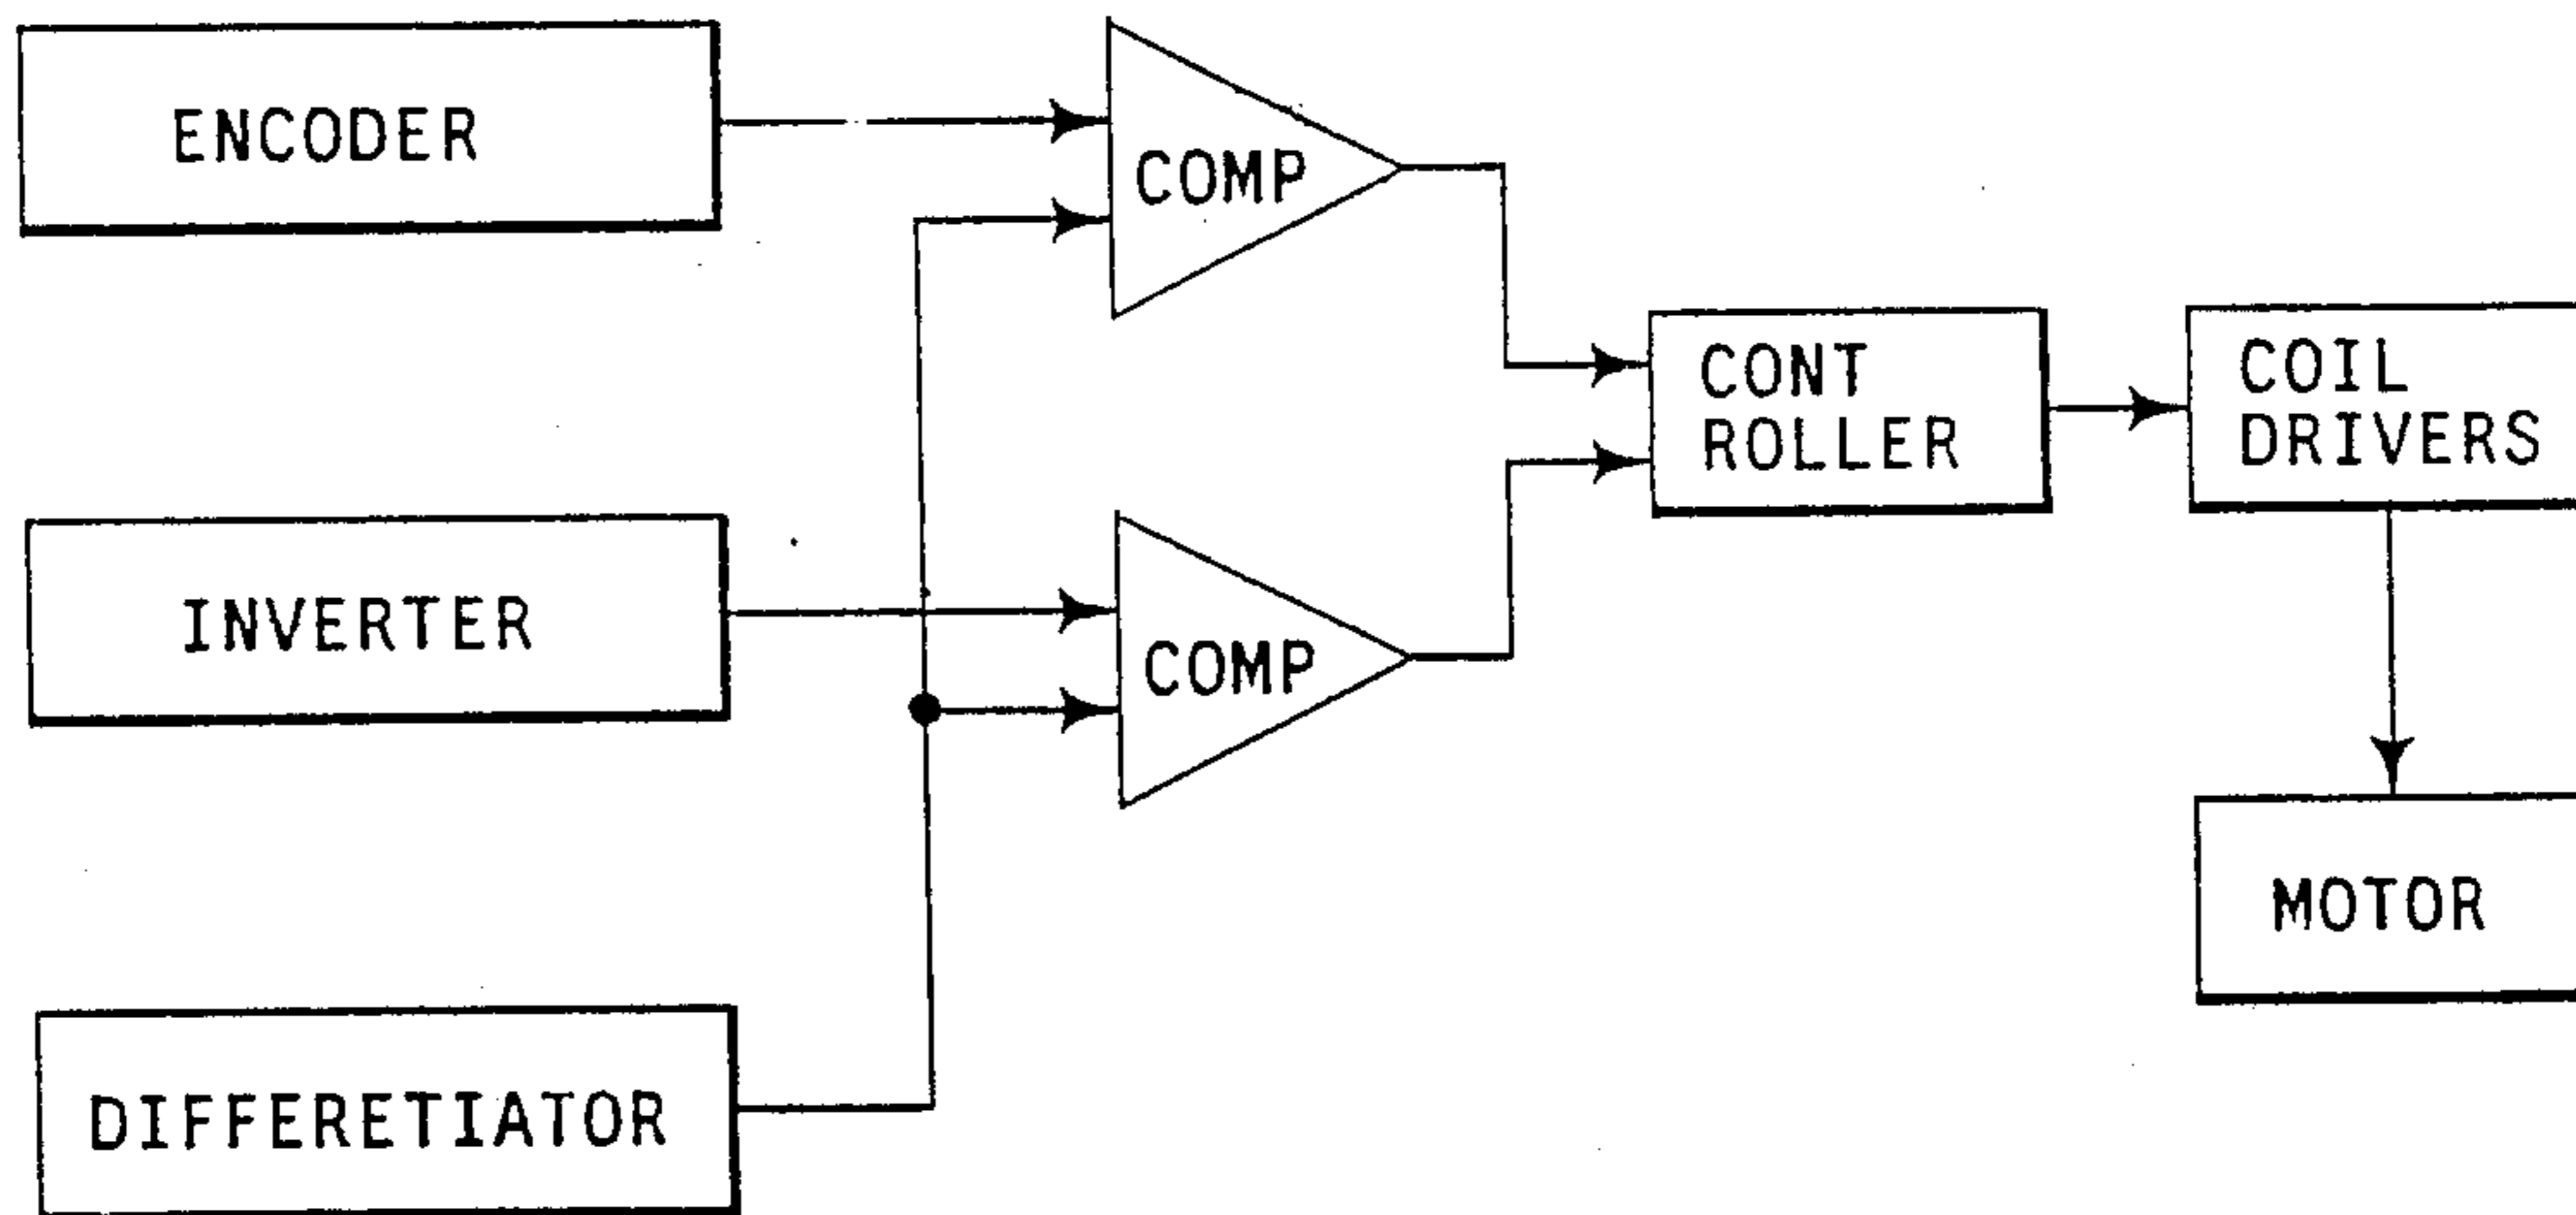 ENCODER
COMP
CONT
ROLLER
COIL
DRIVERS
INVERTER
COMP
MOTOR
DIFFERETIATOR